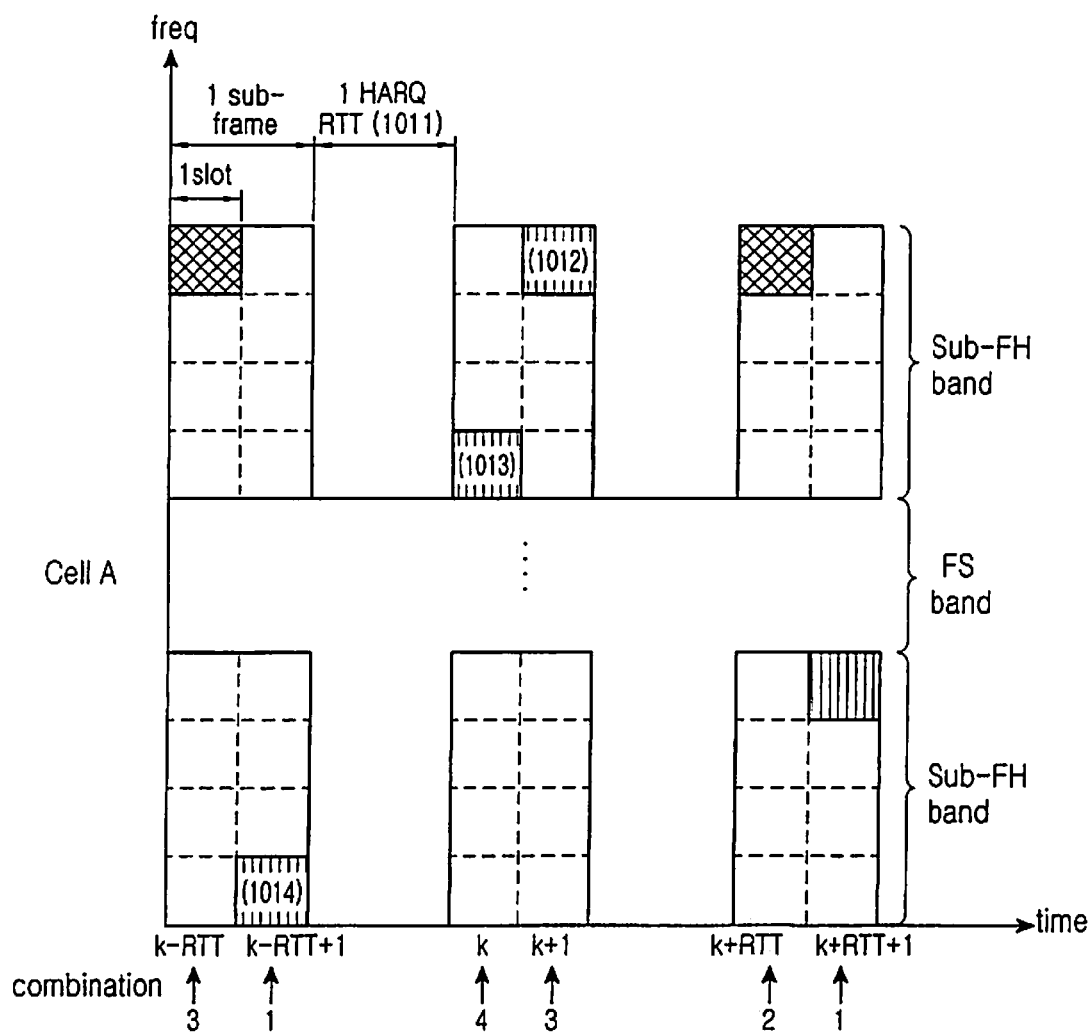 freq
1 sub-
frame
1 HARQ
RTT (1011)
1slot
(1012)
(1013)
Sub-FH
band
Cell A
FS
band
(1014)
Sub-FH
band
time
k-RTT k-RTT+1 k k+1 k+RTT k+RTT+1
combination
3 1 4 3 2 1